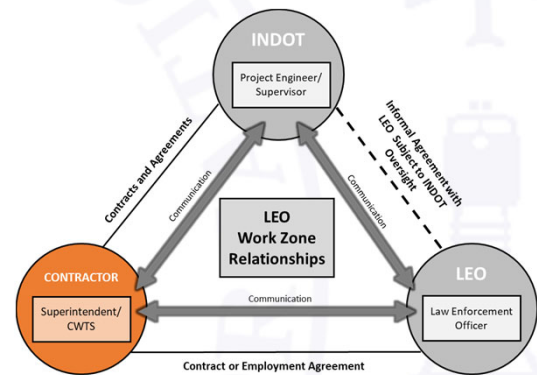 INDOT
Project Engineer/
Supervisor
Contracts and Agreements
Communication
Communication
Informal Agreement with
LEO Subject to INDOT
Oversight
LEO
Work Zone
Relationships
CONTRACTOR
Superintendent/
CWTS
Communication
LEO
Law Enforcement
Officer
Contract or Employment Agreement